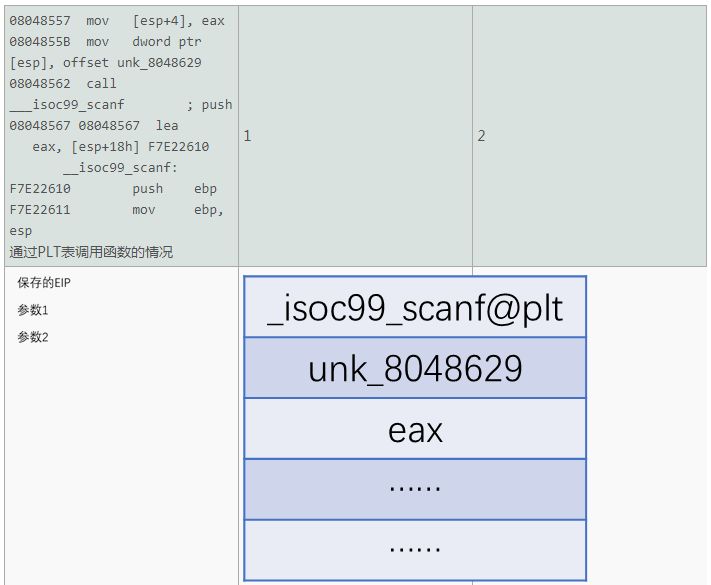 08048557  mov   [esp+4], eax
0804855B  mov   dword ptr
[esp], offset unk_8048629
08048562  call
___isoc99_scanf        ; push
08048567 08048567  lea
   eax, [esp+18h] F7E22610
       __isoc99_scanf:
F7E22610        push    ebp
F7E22611        mov     ebp,
esp
通过PLT表调用函数的情况
1
2
保存的EIP
参数1
参数2
_isoc99_scanf@plt
unk_8048629
eax
······
······